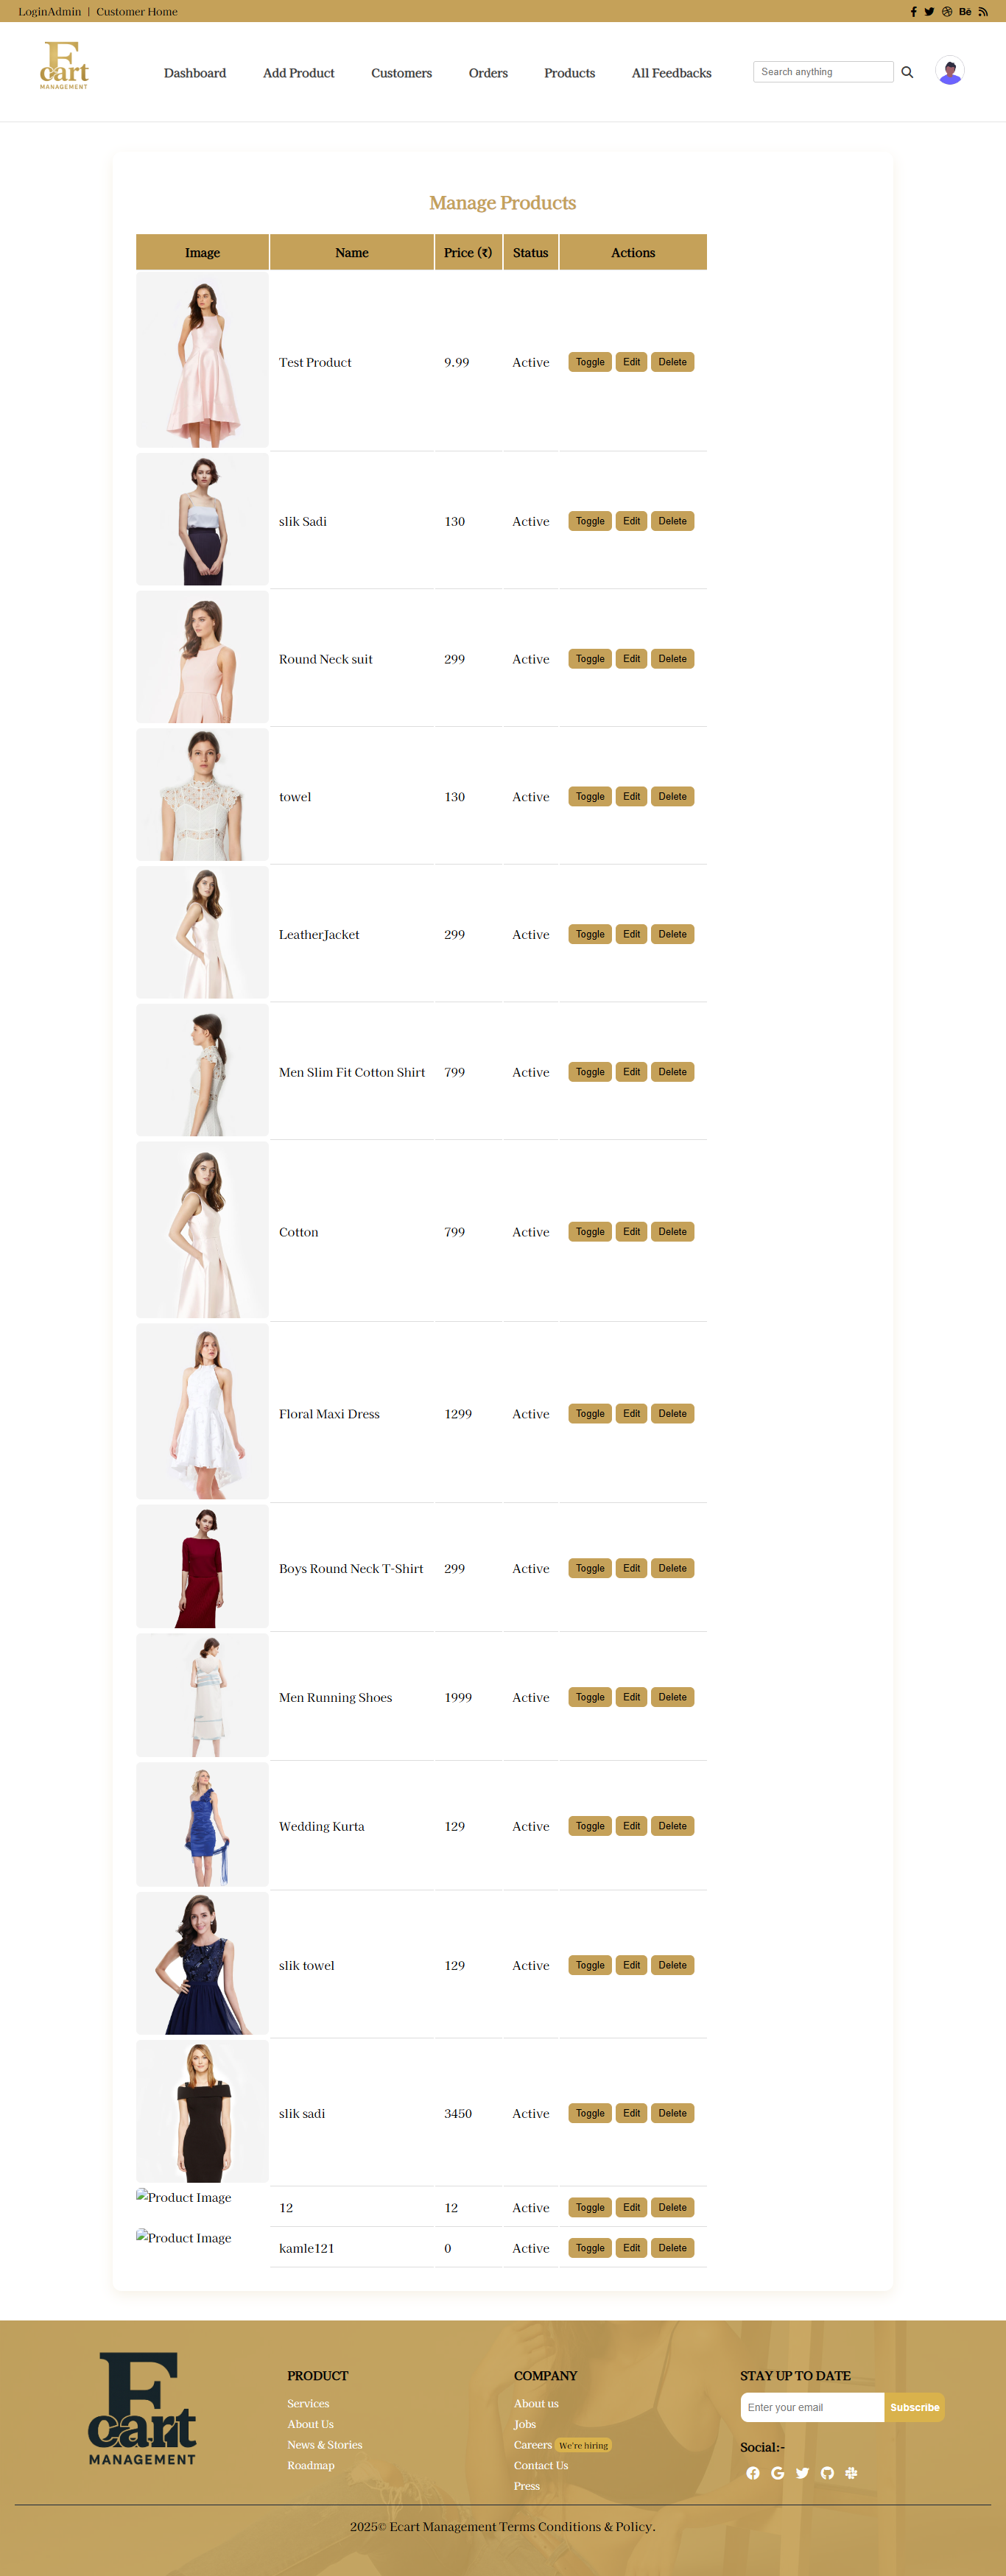 LoginAdmin | Customer Home
Bē
Ecart
MANAGEMENT
Dashboard Add Product Customers Orders Products All Feedbacks Search anything
Manage Products
Image Name Price (₹) Status Actions
Test Product 9.99 Active Toggle Edit Delete
slik Sadi 130 Active Toggle Edit Delete
Round Neck suit 299 Active Toggle Edit Delete
towel 130 Active Toggle Edit Delete
LeatherJacket 299 Active Toggle Edit Delete
Men Slim Fit Cotton Shirt 799 Active Toggle Edit Delete
Cotton 799 Active Toggle Edit Delete
Floral Maxi Dress 1299 Active Toggle Edit Delete
Boys Round Neck T-Shirt 299 Active Toggle Edit Delete
Men Running Shoes 1999 Active Toggle Edit Delete
Wedding Kurta 129 Active Toggle Edit Delete
slik towel 129 Active Toggle Edit Delete
slik sadi 3450 Active Toggle Edit Delete
Product Image 12 12 Active Toggle Edit Delete
Product Image kamle121 0 Active Toggle Edit Delete
Ecart
MANAGEMENT
PRODUCT
Services
About Us
News & Stories
Roadmap
COMPANY
About us
Jobs
Careers We're hiring
Contact Us
Press
STAY UP TO DATE
Enter your email Subscribe
Social:-
2025© Ecart Management Terms Conditions & Policy.